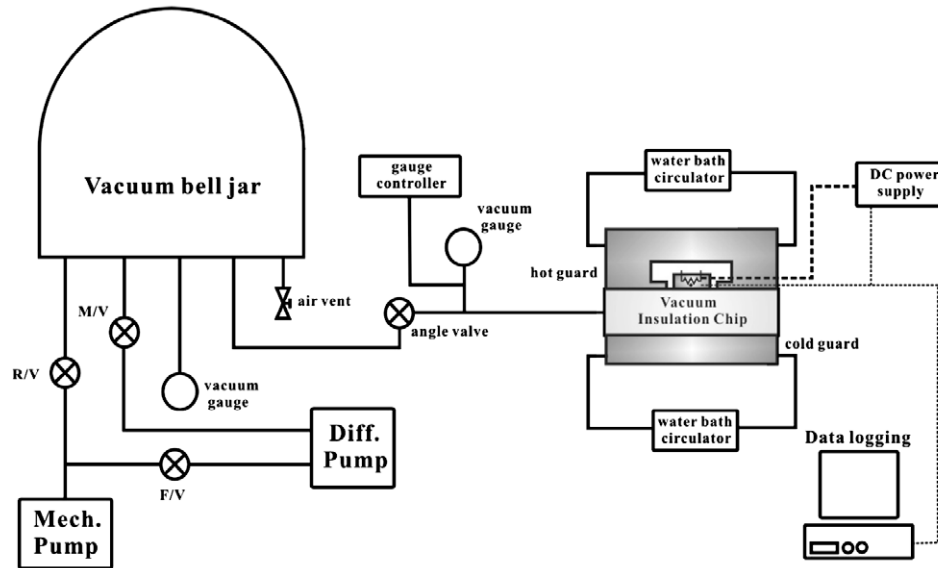 Vacuum bell jar
gauge
controller
vacuum
gauge
water bath
circulator
DC power
supply
hot guard
Vacuum
Insulation Chip
cold guard
air vent
angle valve
M/V
R/V
vacuum
gauge
water bath
circulator
Data logging
Diff.
Pump
F/V
Mech.
Pump